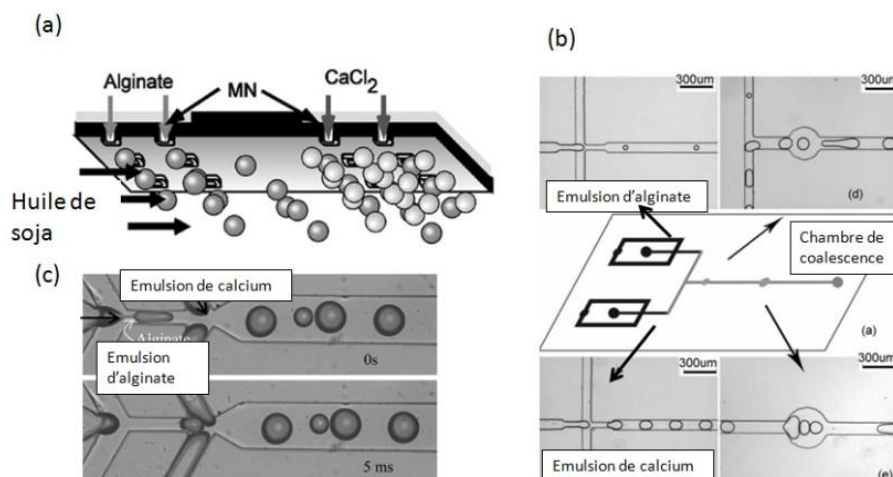 (a)
Alginate
MN
CaCl2
Huile de
soja
(c)
Emulsion de calcium
Alginate
Emulsion
d’alginate
0s
5 ms
(b)
300um
300um
(d)
Emulsion d’alginate
Chambre de
coalescence
(a)
300um
300um
Emulsion de calcium
(e)